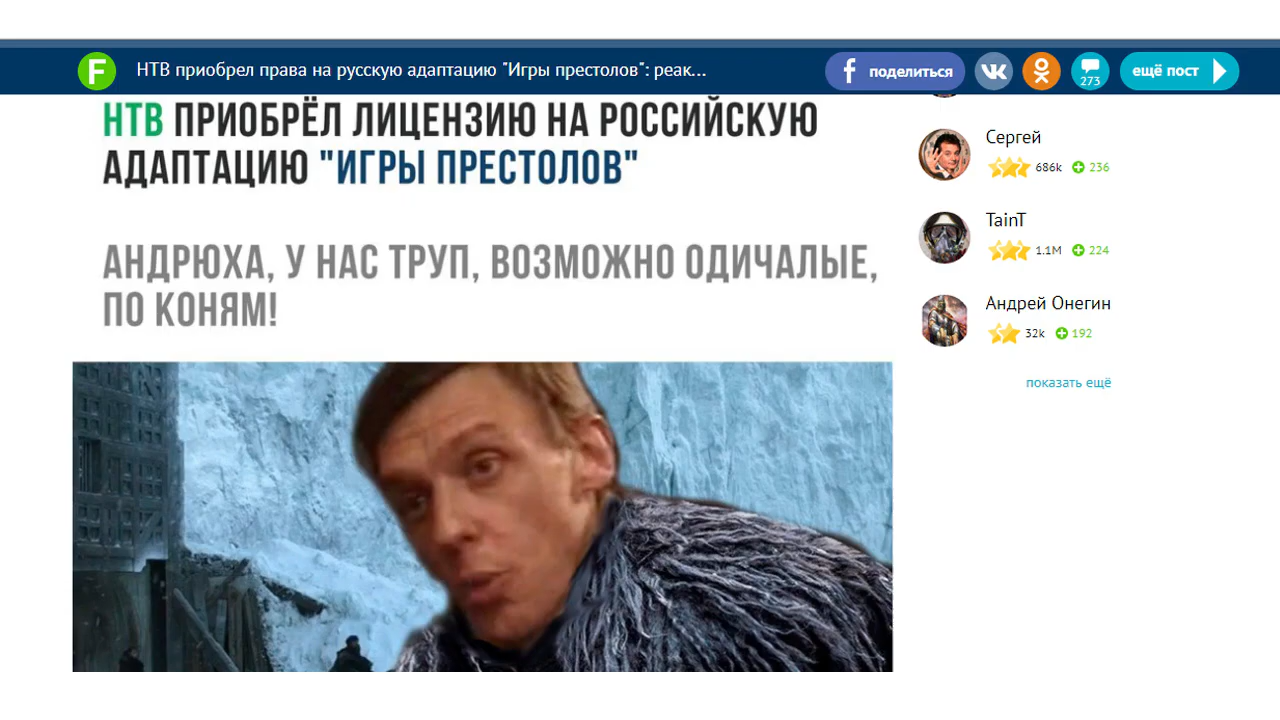 F
НТВ приобрел права на русскую адаптацию "Игры престолов": реак...
поделиться
273
ещё пост
НТВ ПРИОБРЁЛ ЛИЦЕНЗИЮ НА РОССИЙСКУЮ
АДАПТАЦИЮ "ИГРЫ ПРЕСТОЛОВ"
АНДРЮХА, У НАС ТРУП, ВОЗМОЖНО ОДИЧАЛЫЕ,
ПО КОНЯМ!
Сергей
686k 236
TainT
1.1M 224
Андрей Онегин
32k 192
показать ещё